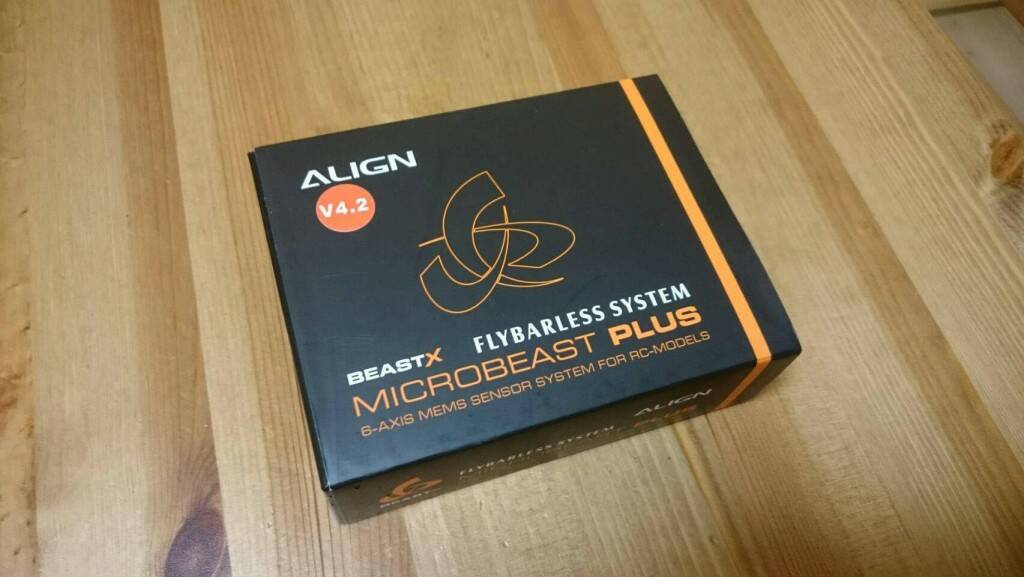 ALIGN
V4.2
FLYBARLESS SYSTEM
BEASTX
MICROBEAST PLUS
6-AXIS MEMS SENSOR SYSTEM FOR RC-MODELS
ALIGN
FLYBARLESS SYSTEM
BEASTX